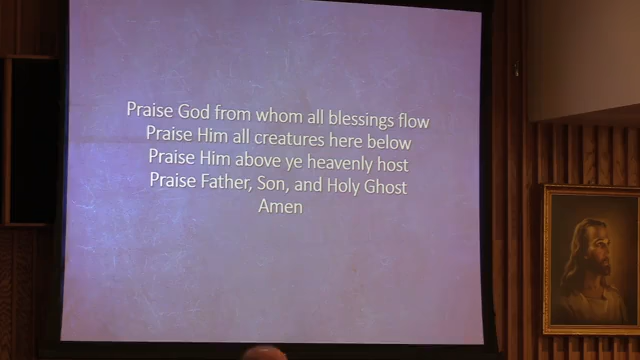 Praise God from whom all blessings flow
Praise Him all creatures here below
Praise Him above ye heavenly host
Praise Father, Son, and Holy Ghost
Amen